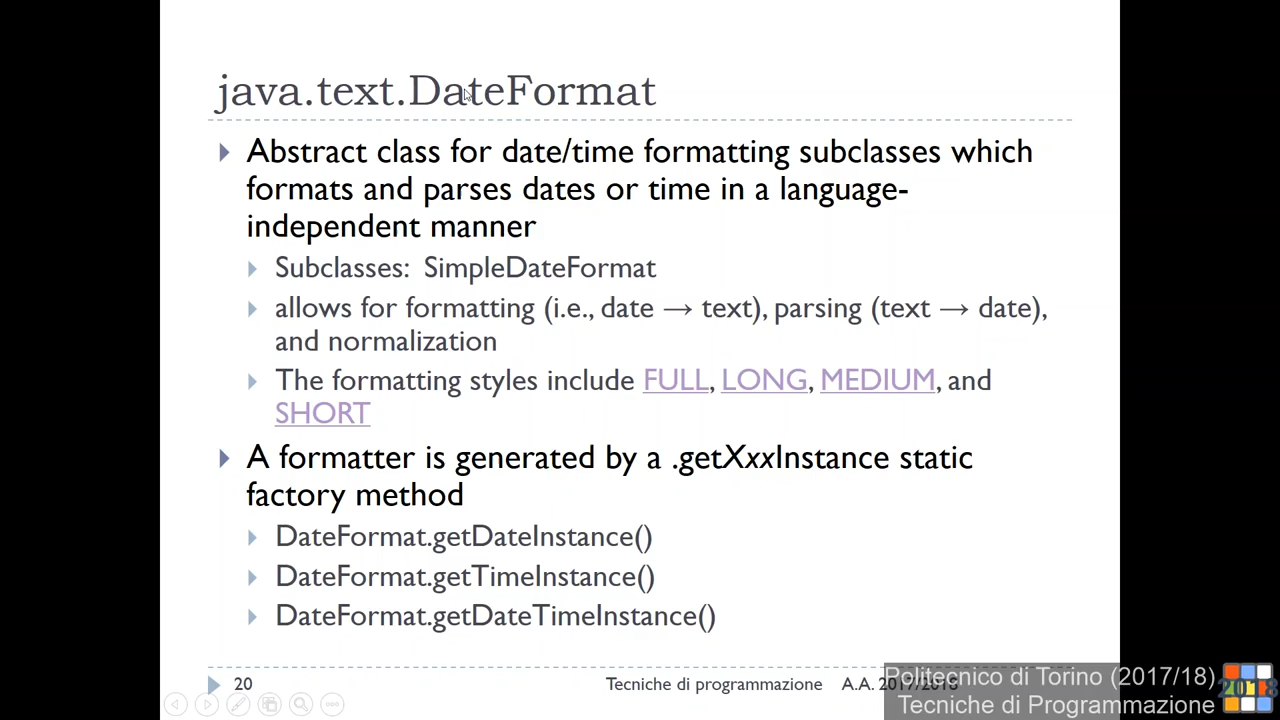 java.text.DateFormat
Abstract class for date/time formatting subclasses which
formats and parses dates or time in a language-
independent manner
Subclasses: SimpleDateFormat
allows for formatting (i.e., date → text), parsing (text → date),
and normalization
The formatting styles include FULL, LONG, MEDIUM, and
SHORT
A formatter is generated by a .getXxxInstance static
factory method
DateFormat.getDateInstance()
DateFormat.getTimeInstance()
DateFormat.getDateTimeInstance()
20
Tecniche di programmazione A.A. 2017/2018
Politecnico di Torino (2017/18)
Tecniche di Programmazione
2018